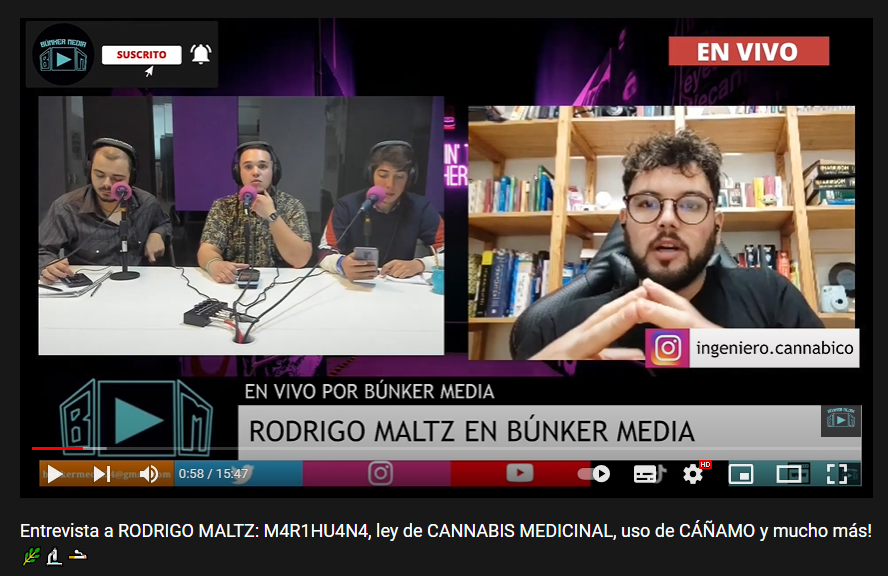 BÚNKER MEDIA
SUSCRITO
EN VIVO
ingeniero.cannabico
EN VIVO POR BÚNKER MEDIA
RODRIGO MALTZ EN BÚNKER MEDIA
B M
0:58 / 15:47
HD
Entrevista a RODRIGO MALTZ: M4R1HU4N4, ley de CANNABIS MEDICINAL, uso de CÁÑAMO y mucho más!